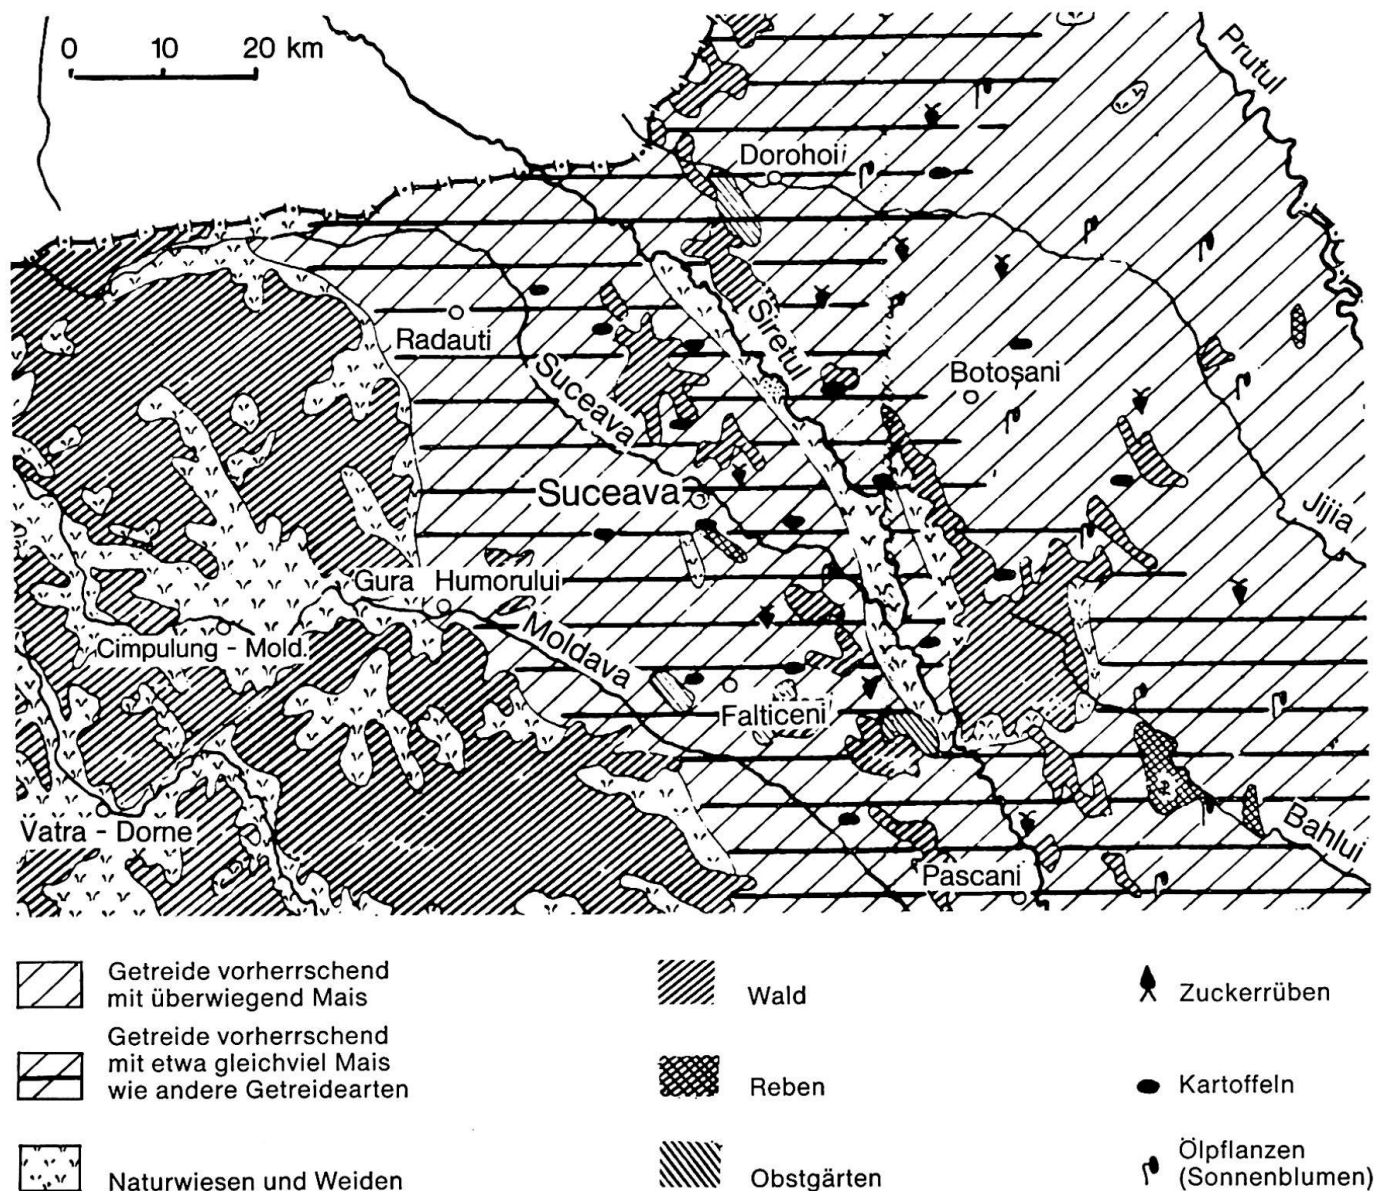 0 10 20 km
Prutul
Dorohoi
Radauti
Siretul
Suceava
Botoșani
Suceava
Jijia
Gura Humorului
Moldava
Cimpulung - Mold.
Falticeni
Vatra - Dorne
Bahlui
Pascani
Getreide vorherrschend
mit überwiegend Mais
Getreide vorherrschend
mit etwa gleichviel Mais
wie andere Getreidearten
Naturwiesen und Weiden
Wald
Reben
Obstgärten
Zuckerrüben
Kartoffeln
Ölpflanzen
(Sonnenblumen)